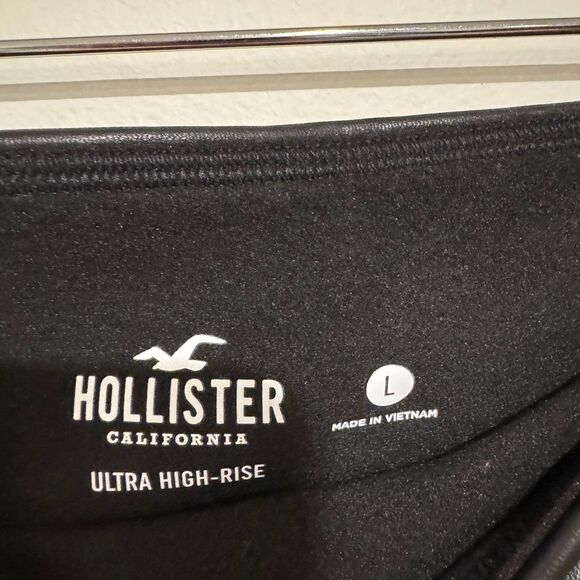 HOLLISTER
CALIFORNIA
ULTRA HIGH-RISE
L
MADE IN VIETNAM